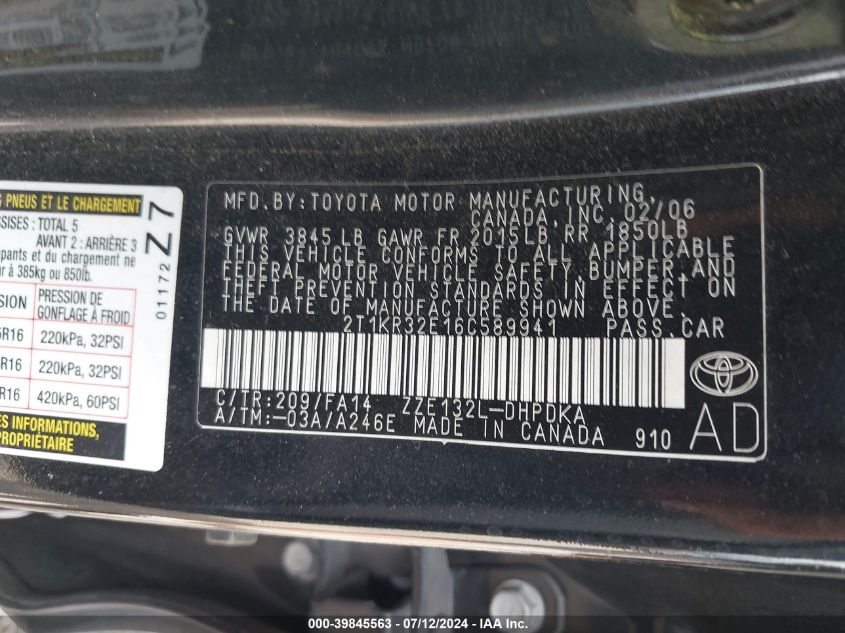 PNEUS ET LE CHARGEMENT
TOTAL 5
AVANT 2 : ARRIÈRE 3
et du chargement ne
r à 385kg ou 850lb.
PRESSION DE
GONFLAGE À FROID
R16 220kPa, 32PSI
R16 220kPa, 32PSI
R16 420kPa, 60PSI
ES INFORMATIONS,
PROPRIÉTAIRE
01172 Z7
MFD.BY:TOYOTA MOTOR MANUFACTURING,
CANADA,INC. 02/06
GVWR 3845 LB GAWR FR 2015LB,RR 1850LB
THIS VEHICLE CONFORMS TO ALL APPLICABLE
FEDERAL MOTOR VEHICLE SAFETY,BUMPER,AND
THEFT PREVENTION STANDARDS IN EFFECT ON
THE DATE OF MANUFACTURE SHOWN ABOVE.
2T1KR32E16C589941 PASS.CAR
C/TR:209/FA14 ZZE132L-DHPDKA
A/TM:-03A/A246E MADE IN CANADA 910
AD
000-39845563 - 07/12/2024 - IAA Inc.